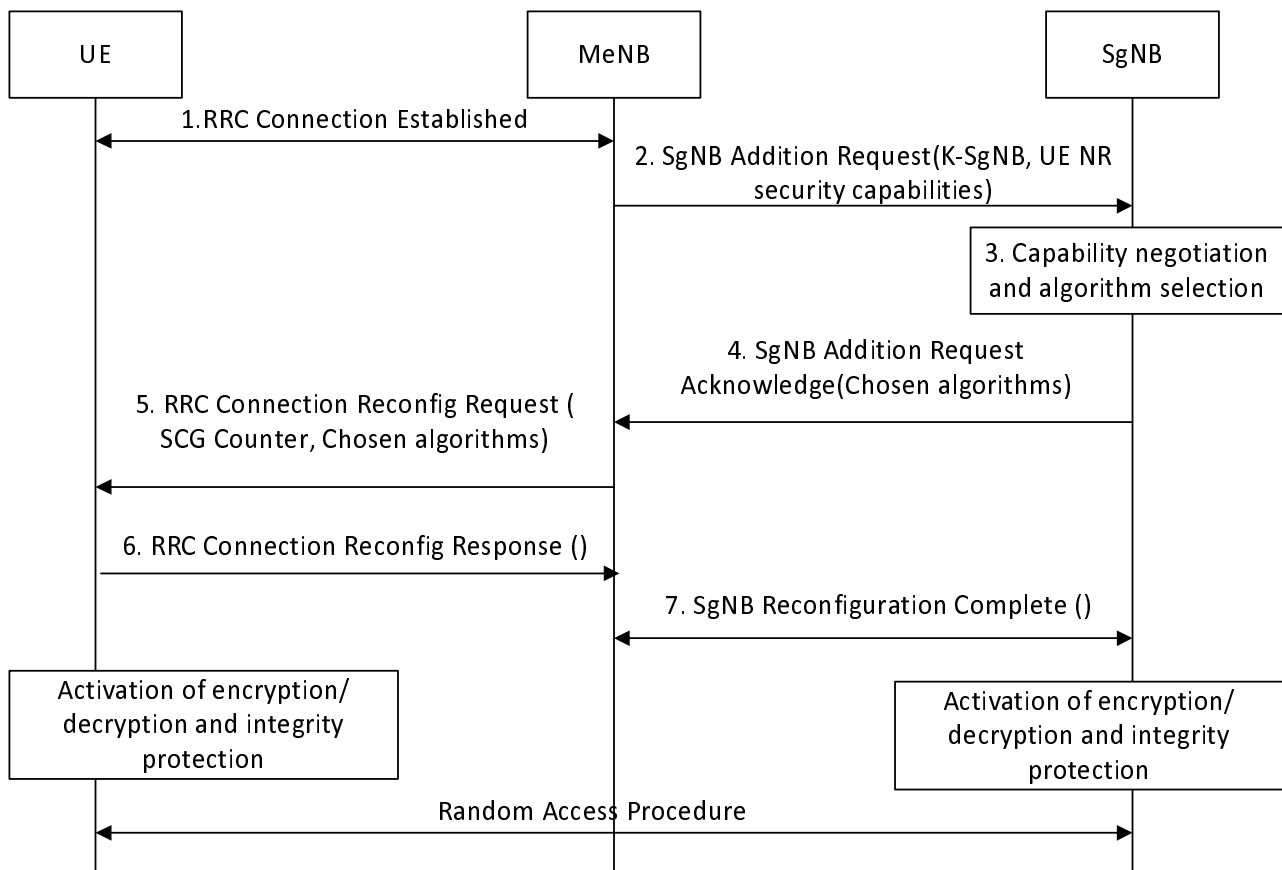 UE
MeNB
SgNB
1.RRC Connection Established
2. SgNB Addition Request(K-SgNB, UE NR
security capabilities)
3. Capability negotiation
and algorithm selection
4. SgNB Addition Request
Acknowledge(Chosen algorithms)
5. RRC Connection Reconfig Request (
SCG Counter, Chosen algorithms)
6. RRC Connection Reconfig Response ()
7. SgNB Reconfiguration Complete ()
Activation of encryption/
decryption and integrity
protection
Activation of encryption/
decryption and integrity
protection
Random Access Procedure